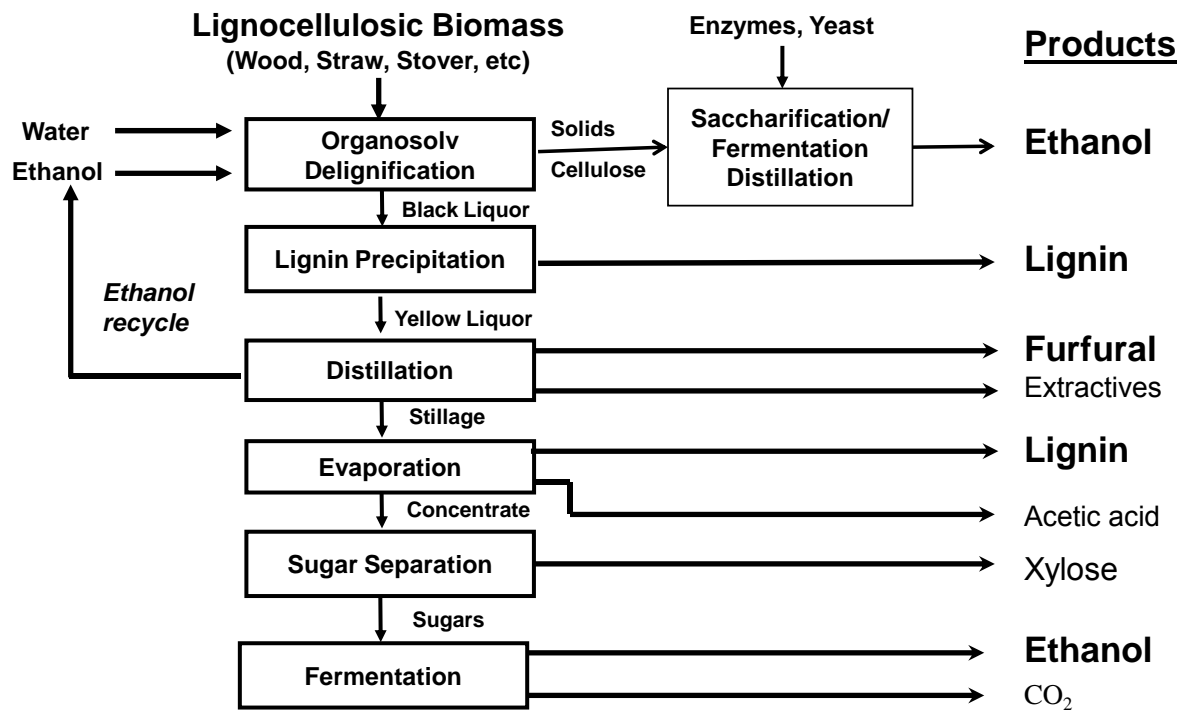 Lignocellulosic Biomass
(Wood, Straw, Stover, etc)
Enzymes, Yeast
Products
Water
Ethanol
Organosolv
Delignification
Solids
Cellulose
Saccharification/
Fermentation
Distillation
Ethanol
Black Liquor
Lignin Precipitation
Lignin
Ethanol
recycle
Yellow Liquor
Distillation
Furfural
Extractives
Stillage
Evaporation
Lignin
Acetic acid
Concentrate
Sugar Separation
Xylose
Sugars
Fermentation
Ethanol
CO₂